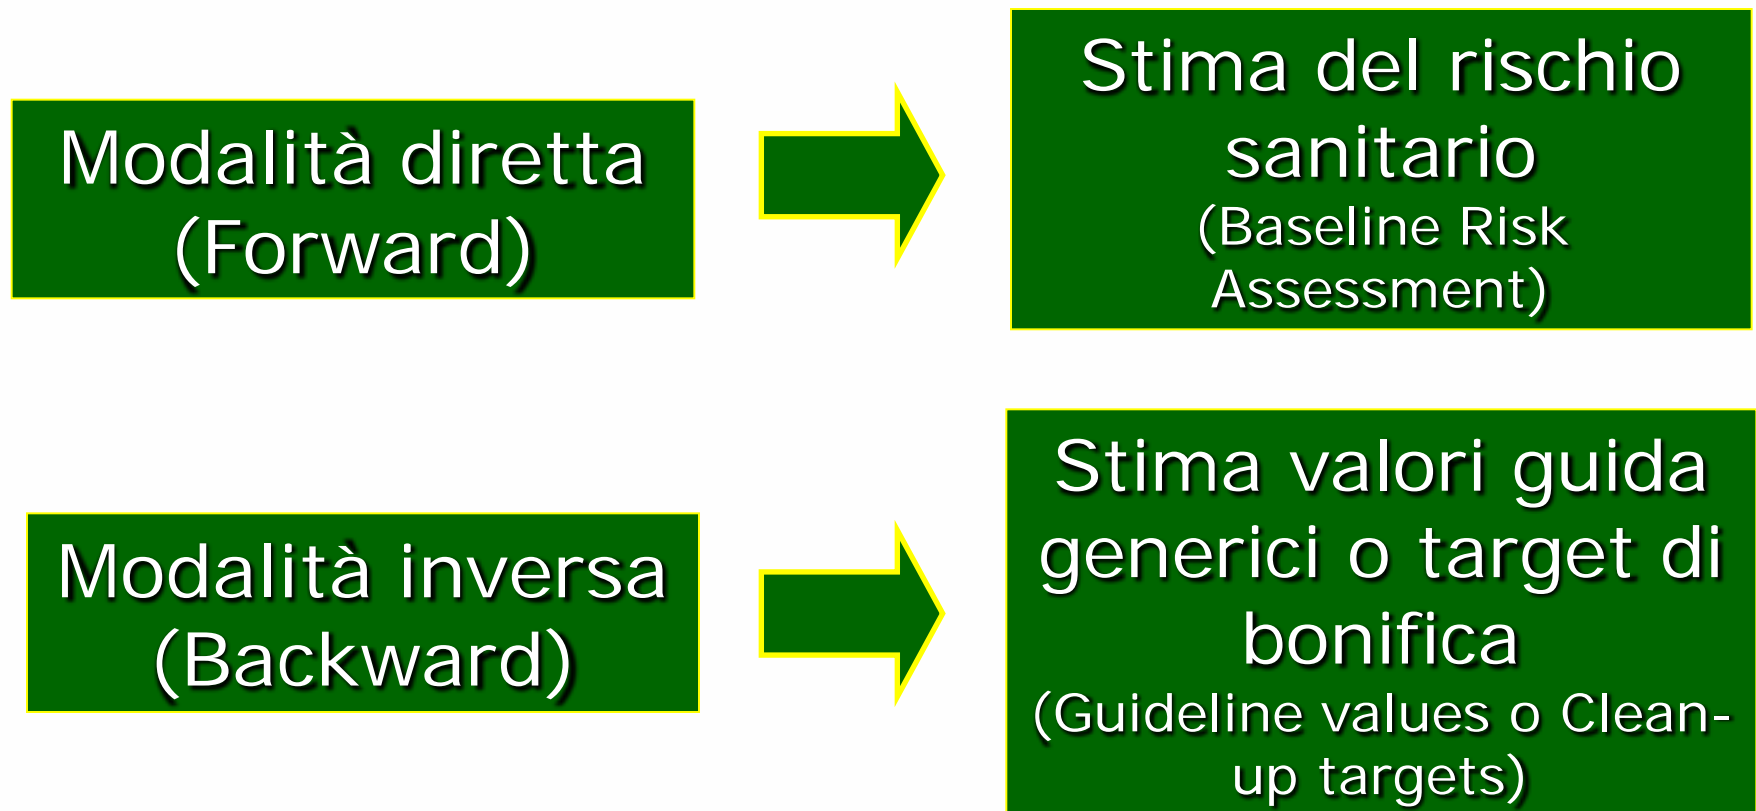 Modalità diretta
(Forward)
Stima del rischio
sanitario
(Baseline Risk
Assessment)
Modalità inversa
(Backward)
Stima valori guida
generici o target di
bonifica
(Guideline values o Clean-
up targets)